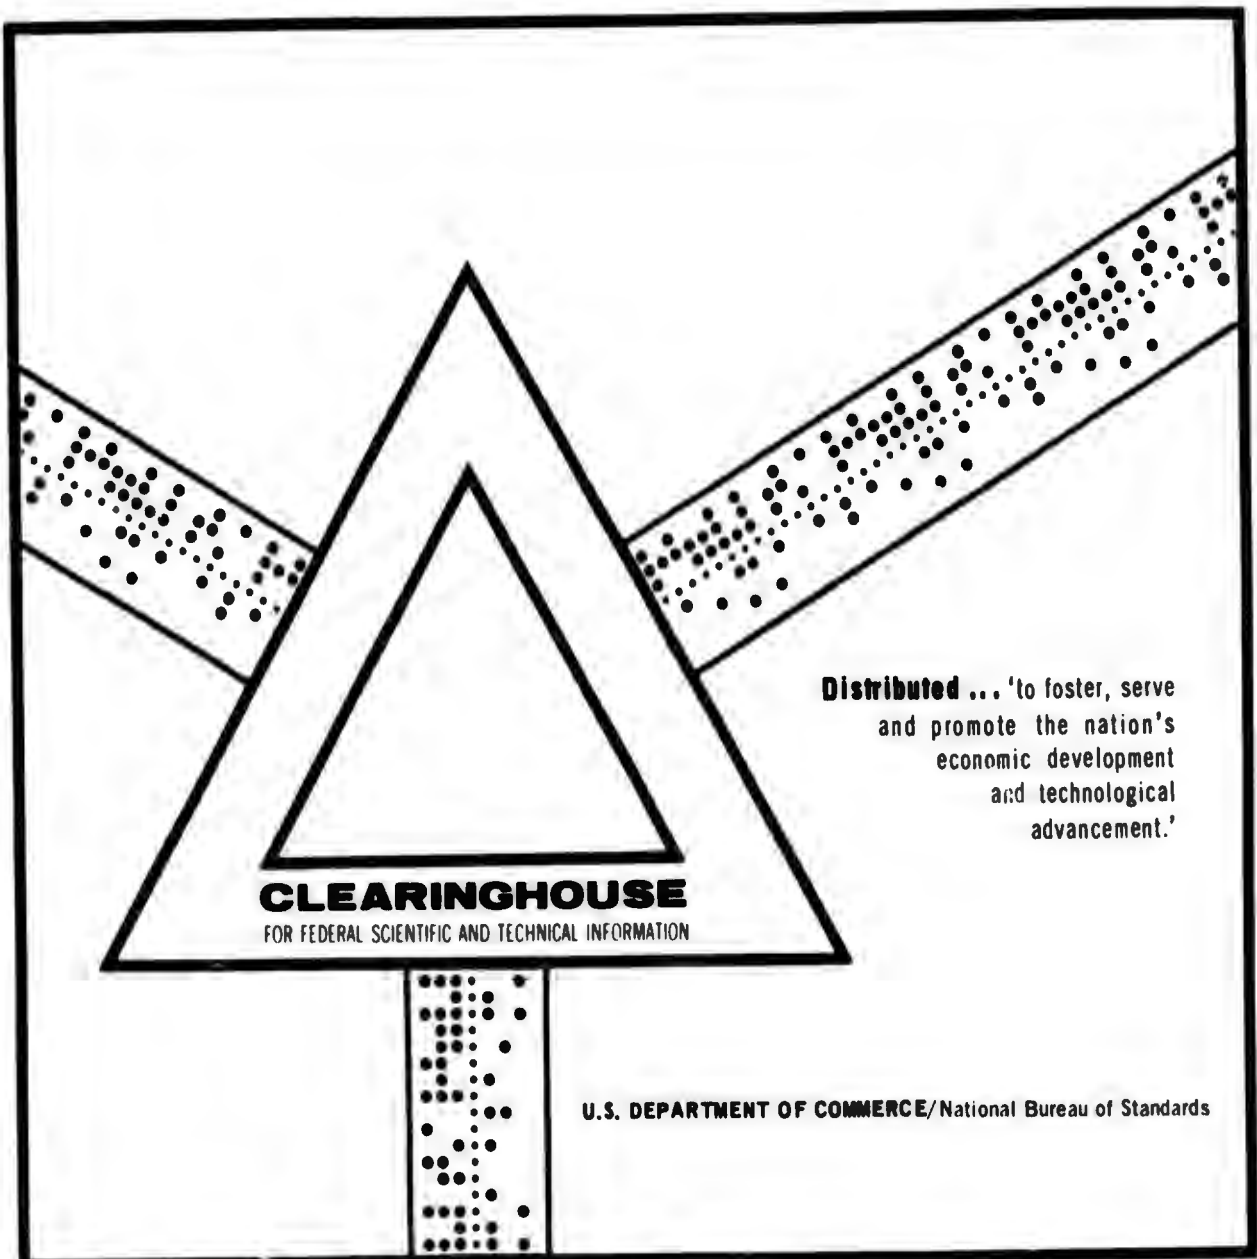 Distributed ... 'to foster, serve
and promote the nation's
economic development
and technological
advancement.'
CLEARINGHOUSE
FOR FEDERAL SCIENTIFIC AND TECHNICAL INFORMATION
U.S. DEPARTMENT OF COMMERCE/National Bureau of Standards